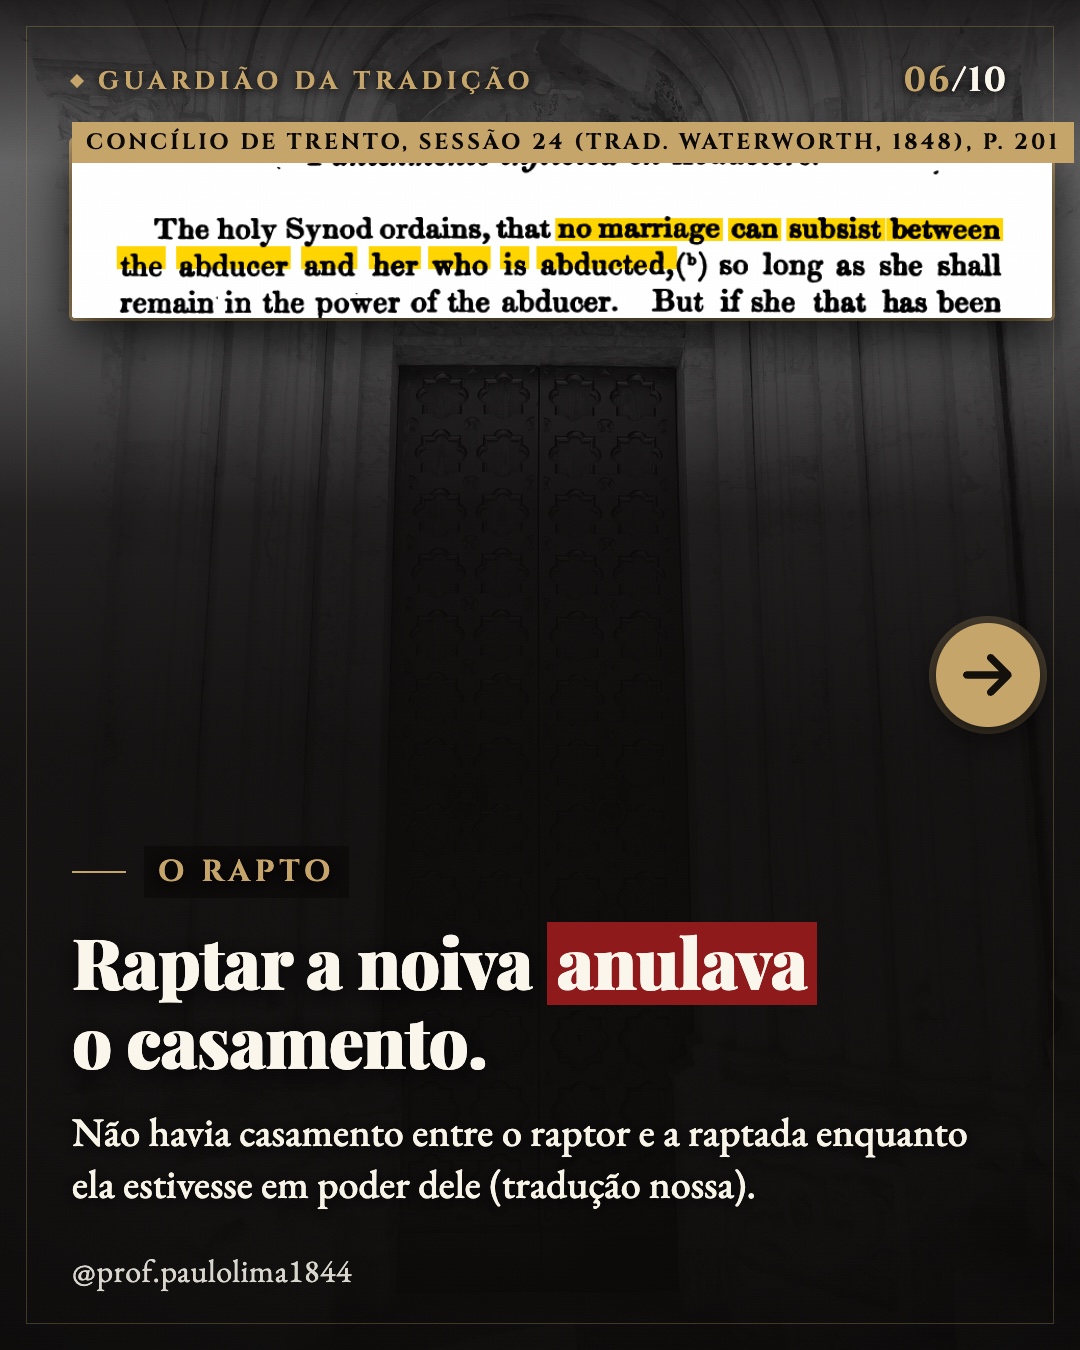 GUARDIÃO DA TRADIÇÃO
06/10
CONCÍLIO DE TRENTO, SESSÃO 24 (TRAD. WATERWORTH, 1848), P. 201
The holy Synod ordains, that no marriage can subsist between
the abducer and her who is abducted,(b) so long as she shall
remain in the power of the abducer. But if she that has been
O RAPTO
Raptar a noiva anulava
o casamento.
Não havia casamento entre o raptor e a raptada enquanto
ela estivesse em poder dele (tradução nossa).
@prof.paulolima1844